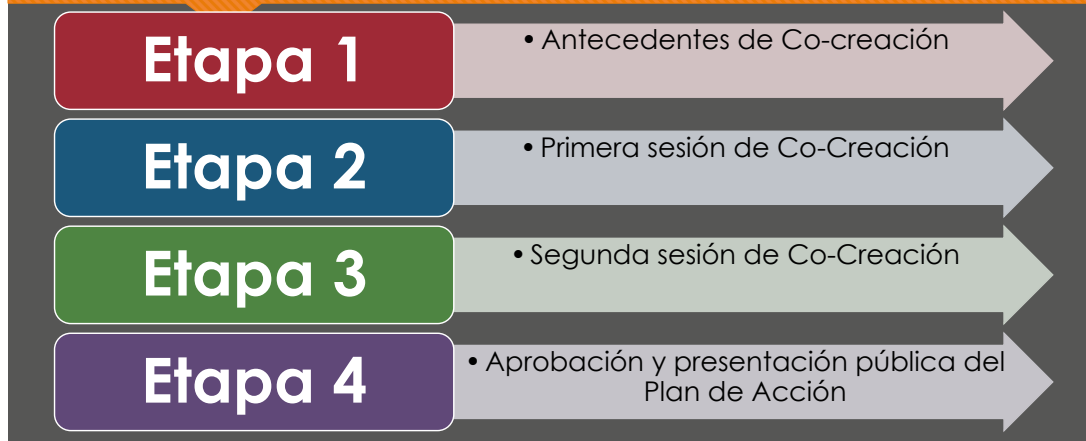 Etapa 1
• Antecedentes de Co-creación
Etapa 2
• Primera sesión de Co-Creación
Etapa 3
• Segunda sesión de Co-Creación
Etapa 4
• Aprobación y presentación pública del
Plan de Acción